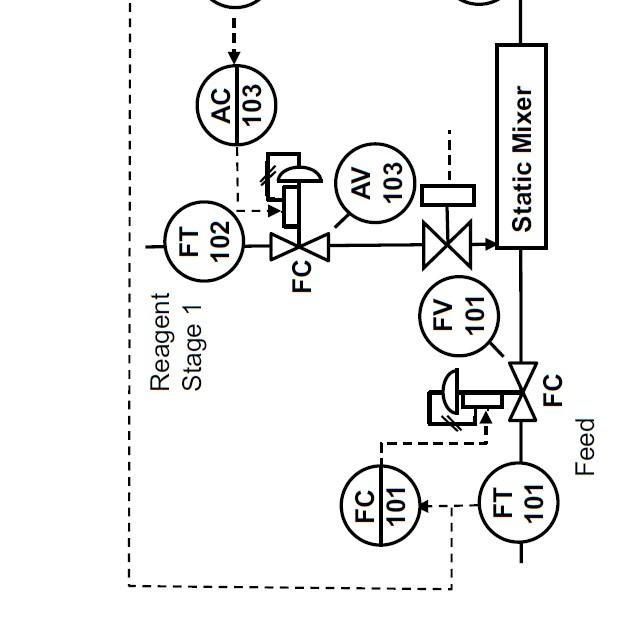 AC
103
AV
103
FT
102
FC
Reagent
Stage 1
Static Mixer
FV
101
FC
FC
101
FT
101
Feed